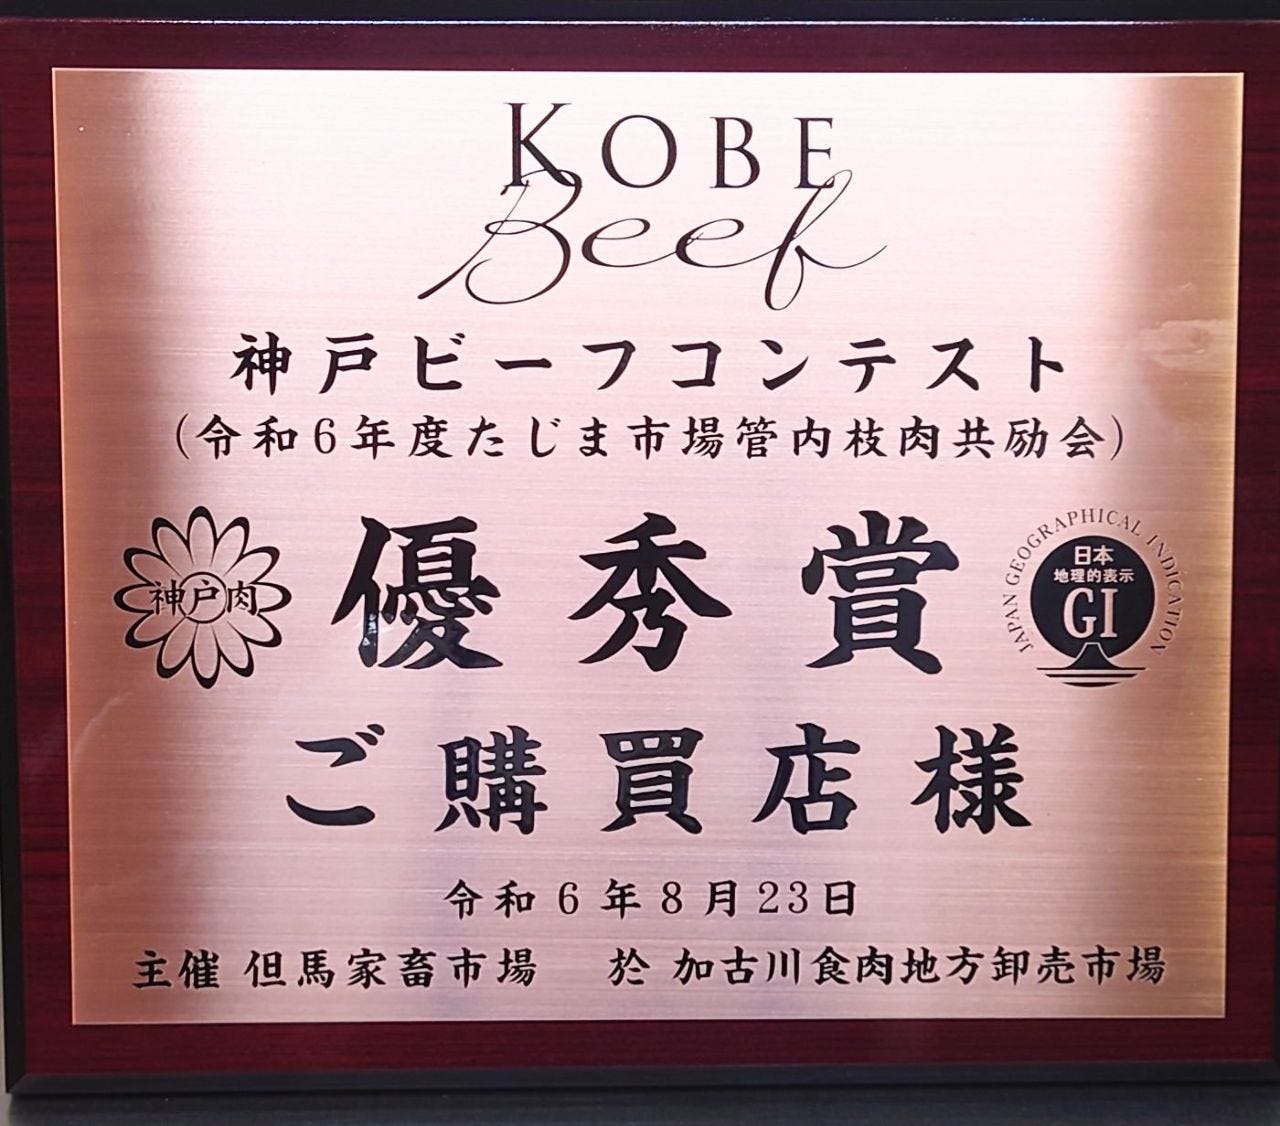 KOBE
Beef
神戸ビーフコンテスト
(令和6年度たじま市場管内枝肉共励会)
神戸肉
優秀賞
JAPAN GEOGRAPHICAL INDICATION
日本
地理的表示
GI
ご購買店様
令和6年8月23日
主催 但馬家畜市場 於 加古川食肉地方卸売市場